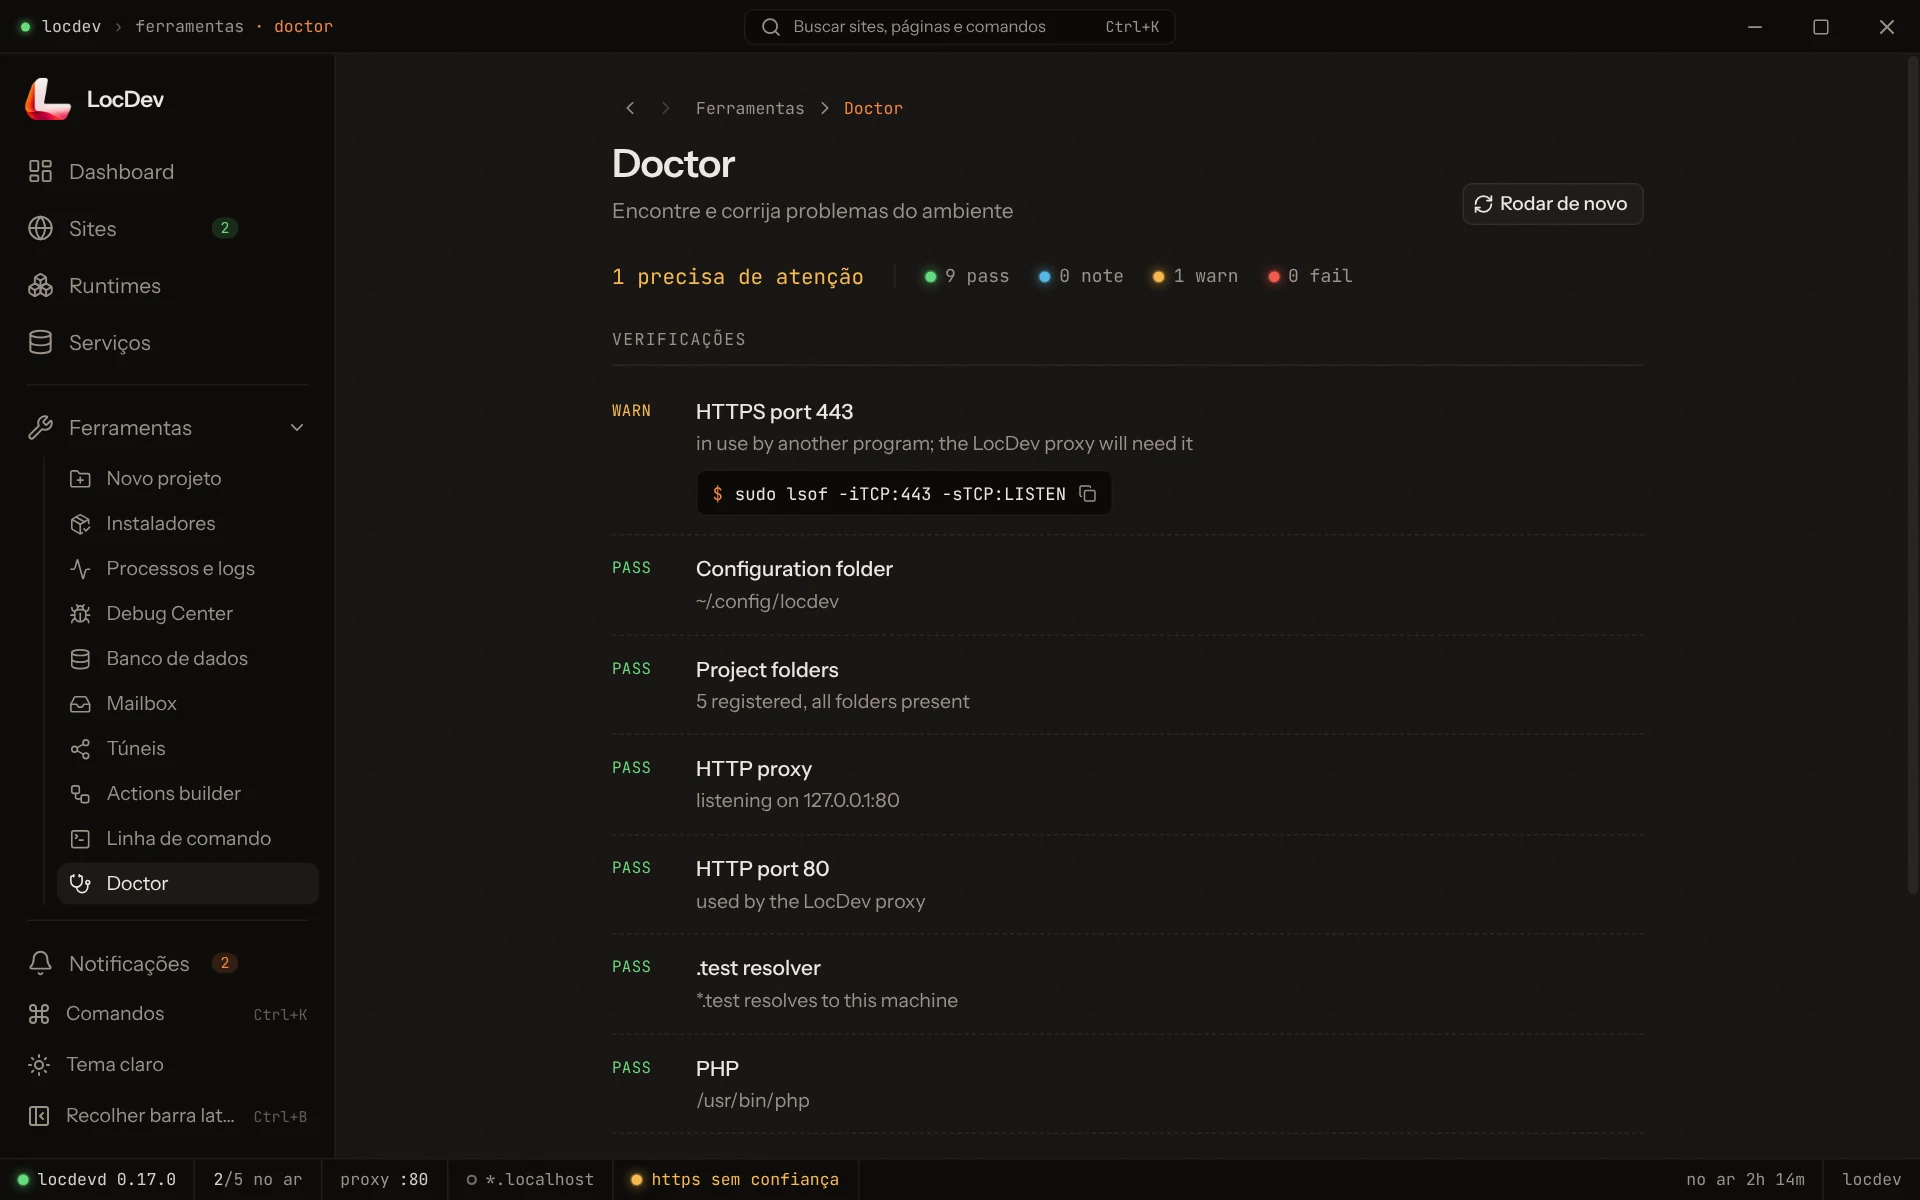 locdev › ferramentas · doctor
Buscar sites, páginas e comandos Ctrl+K
LocDev
Dashboard
Sites 2
Runtimes
Serviços
Ferramentas
Novo projeto
Instaladores
Processos e logs
Debug Center
Banco de dados
Mailbox
Túneis
Actions builder
Linha de comando
Doctor
Notificações 2
Comandos Ctrl+K
Tema claro
Recolher barra lat... Ctrl+B
Ferramentas > Doctor
Doctor
Encontre e corrija problemas do ambiente
Rodar de novo
1 precisa de atenção 9 pass 0 note 1 warn 0 fail
VERIFICAÇÕES
WARN HTTPS port 443
in use by another program; the LocDev proxy will need it
$ sudo lsof -iTCP:443 -sTCP:LISTEN
PASS Configuration folder
~/.config/locdev
PASS Project folders
5 registered, all folders present
PASS HTTP proxy
listening on 127.0.0.1:80
PASS HTTP port 80
used by the LocDev proxy
PASS .test resolver
*.test resolves to this machine
PASS PHP
/usr/bin/php
locdevd 0.17.0 2/5 no ar proxy :80 *.localhost https sem confiança no ar 2h 14m locdev